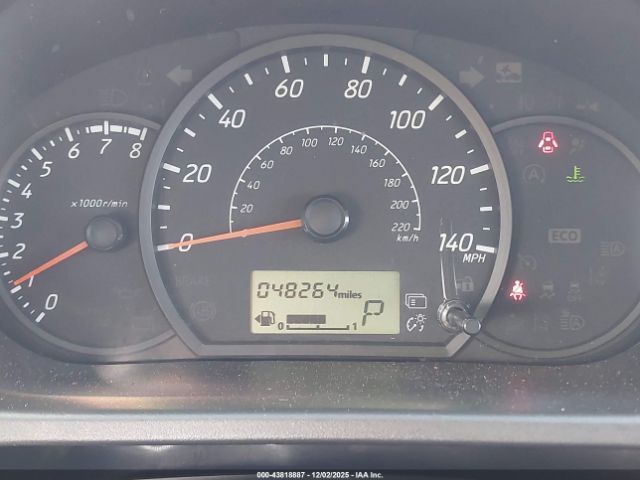 0 1 2 3 4 5 6 7 8
x1000r/min
0 20 40 60 80 100 120 140
MPH
20 40 60 80 100 120 140 160 180 200 220
km/h
BRAKE
ECO
048264 miles
0 1 P
000-43818887 - 12/02/2025 - IAA Inc.